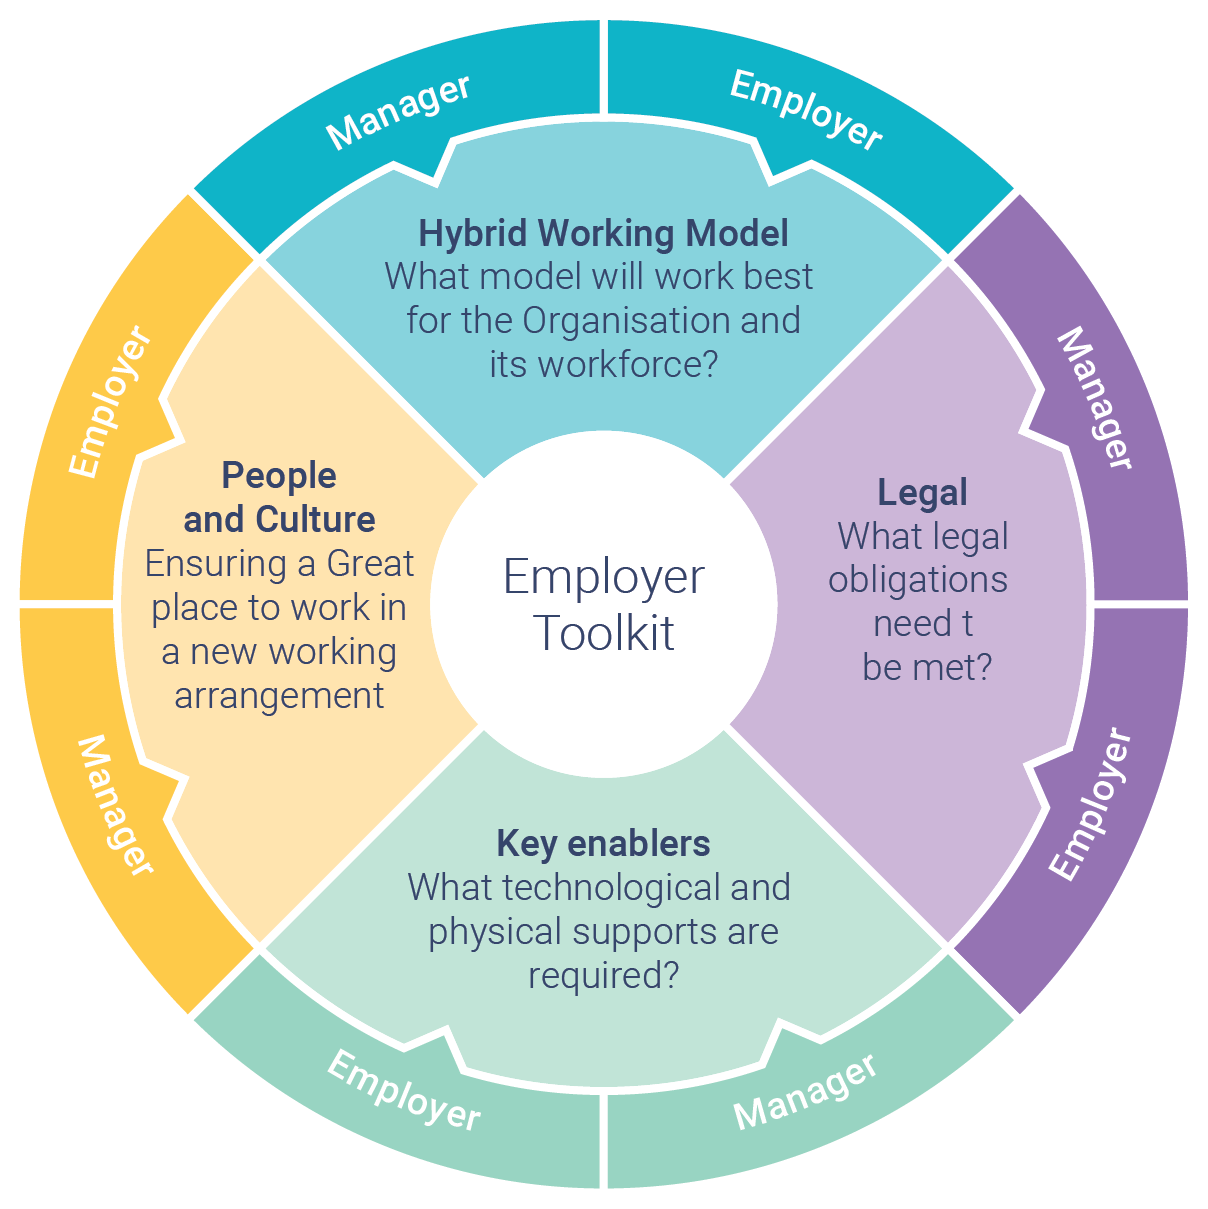 Manager
Employer
Hybrid Working Model
What model will work best
for the Organisation and
its workforce?
Manager
Employer
Legal
What legal
obligations
need t
be met?
Key enablers
What technological and
physical supports are
required?
Manager
Employer
Manager
Employer
People
and Culture
Ensuring a Great
place to work in
a new working
arrangement
Employer
Toolkit